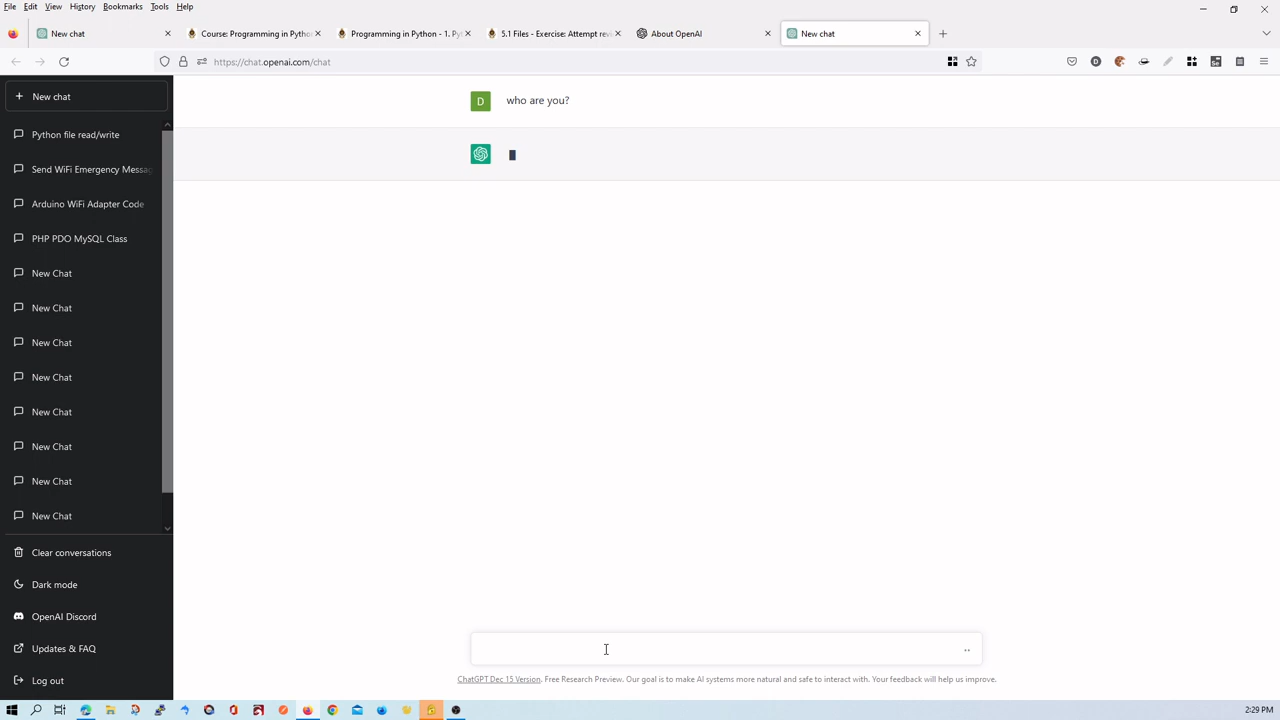 File Edit View History Bookmarks Tools Help
New chat
Course: Programming in Pytho
Programming in Python - 1. Py
5.1 Files - Exercise: Attempt revi
About OpenAI
New chat
https://chat.openai.com/chat
New chat
Python file read/write
Send WiFi Emergency Messag
Arduino WiFi Adapter Code
PHP PDO MySQL Class
New Chat
New Chat
New Chat
New Chat
New Chat
New Chat
New Chat
New Chat
Clear conversations
Dark mode
OpenAI Discord
Updates & FAQ
Log out
D who are you?
ChatGPT Dec 15 Version. Free Research Preview. Our goal is to make AI systems more natural and safe to interact with. Your feedback will help us improve.
2:29 PM